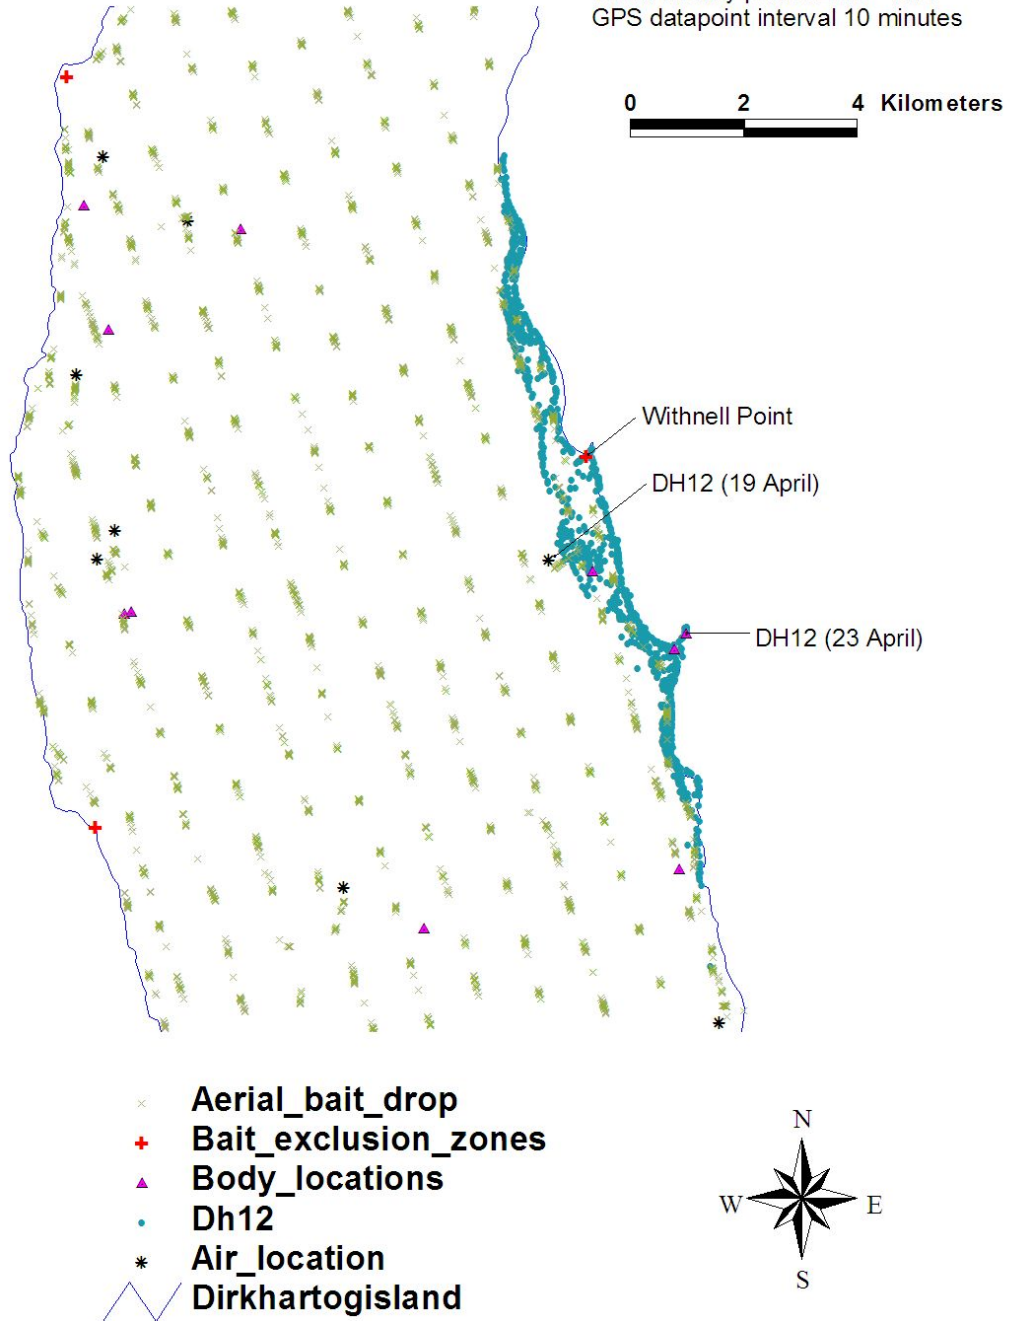 GPS datapoint interval 10 minutes
0 2 4 Kilometers
Withnell Point
DH12 (19 April)
DH12 (23 April)
Aerial_bait_drop
Bait_exclusion_zones
Body_locations
Dh12
Air_location
Dirkhartogisland
N
W E
S